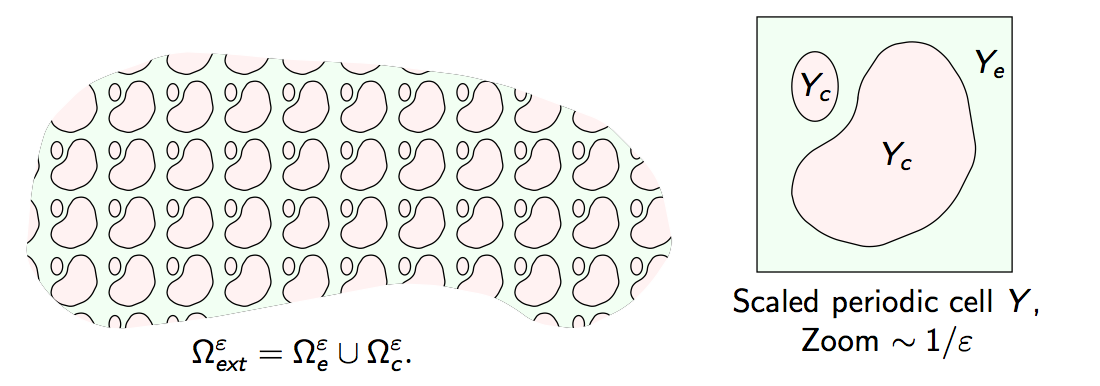 Ω^ε_ext = Ω^ε_e ∪ Ω^ε_c.
Y_c
Y_e
Y_c
Scaled periodic cell Y,
Zoom ∼ 1/ε